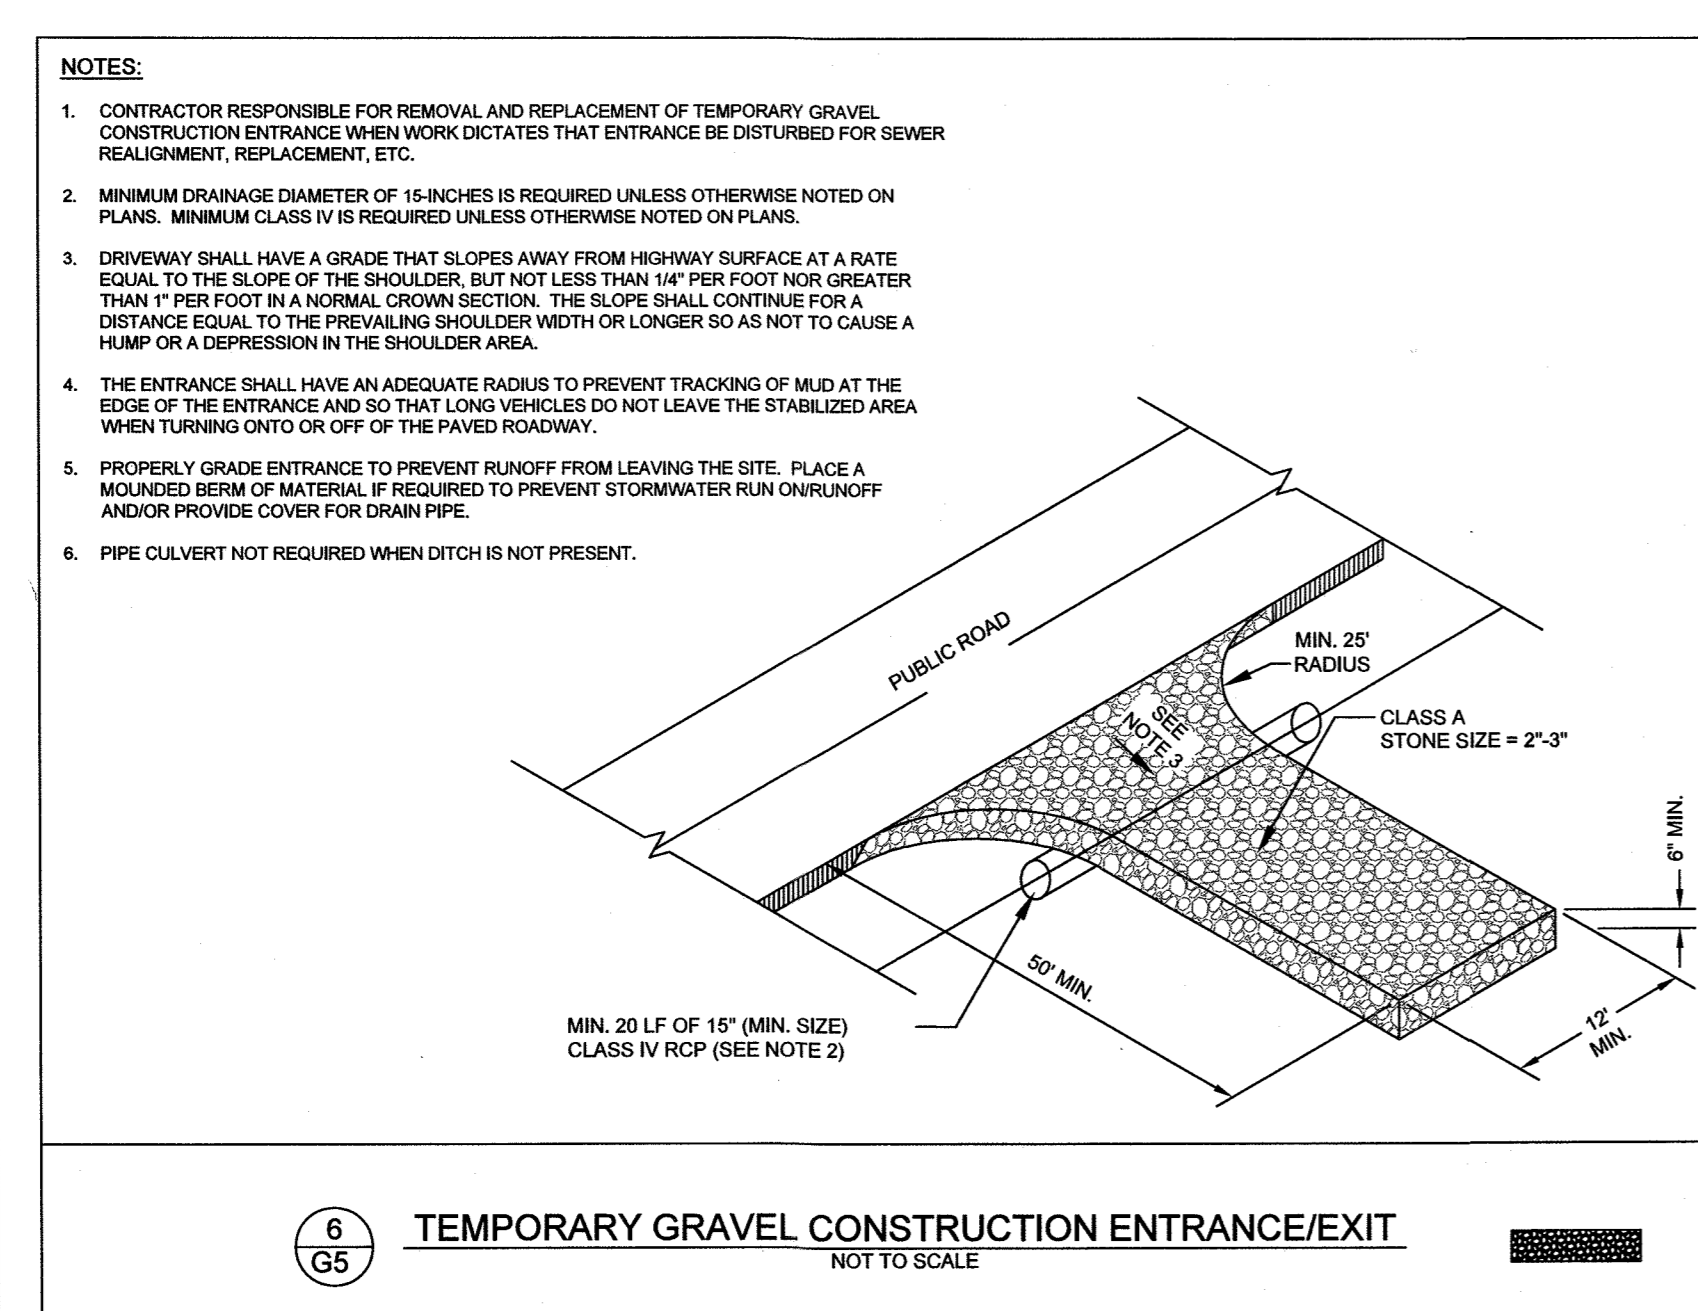 NOTES:
1. CONTRACTOR RESPONSIBLE FOR REMOVAL AND REPLACEMENT OF TEMPORARY GRAVEL
CONSTRUCTION ENTRANCE WHEN WORK DICTATES THAT ENTRANCE BE DISTURBED FOR SEWER
REALIGNMENT, REPLACEMENT, ETC.
2. MINIMUM DRAINAGE DIAMETER OF 15-INCHES IS REQUIRED UNLESS OTHERWISE NOTED ON
PLANS. MINIMUM CLASS IV IS REQUIRED UNLESS OTHERWISE NOTED ON PLANS.
3. DRIVEWAY SHALL HAVE A GRADE THAT SLOPES AWAY FROM HIGHWAY SURFACE AT A RATE
EQUAL TO THE SLOPE OF THE SHOULDER, BUT NOT LESS THAN 1/4" PER FOOT NOR GREATER
THAN 1" PER FOOT IN A NORMAL CROWN SECTION. THE SLOPE SHALL CONTINUE FOR A
DISTANCE EQUAL TO THE PREVAILING SHOULDER WIDTH OR LONGER SO AS NOT TO CAUSE A
HUMP OR A DEPRESSION IN THE SHOULDER AREA.
4. THE ENTRANCE SHALL HAVE AN ADEQUATE RADIUS TO PREVENT TRACKING OF MUD AT THE
EDGE OF THE ENTRANCE AND SO THAT LONG VEHICLES DO NOT LEAVE THE STABILIZED AREA
WHEN TURNING ONTO OR OFF OF THE PAVED ROADWAY.
5. PROPERLY GRADE ENTRANCE TO PREVENT RUNOFF FROM LEAVING THE SITE. PLACE A
MOUNDED BERM OF MATERIAL IF REQUIRED TO PREVENT STORMWATER RUN ON/RUNOFF
AND/OR PROVIDE COVER FOR DRAIN PIPE.
6. PIPE CULVERT NOT REQUIRED WHEN DITCH IS NOT PRESENT.
PUBLIC ROAD
MIN. 25'
RADIUS
SEE
NOTE 3
CLASS A
STONE SIZE = 2"-3"
6" MIN.
50' MIN.
12'
MIN.
MIN. 20 LF OF 15" (MIN. SIZE)
CLASS IV RCP (SEE NOTE 2)
6
G5
TEMPORARY GRAVEL CONSTRUCTION ENTRANCE/EXIT
NOT TO SCALE